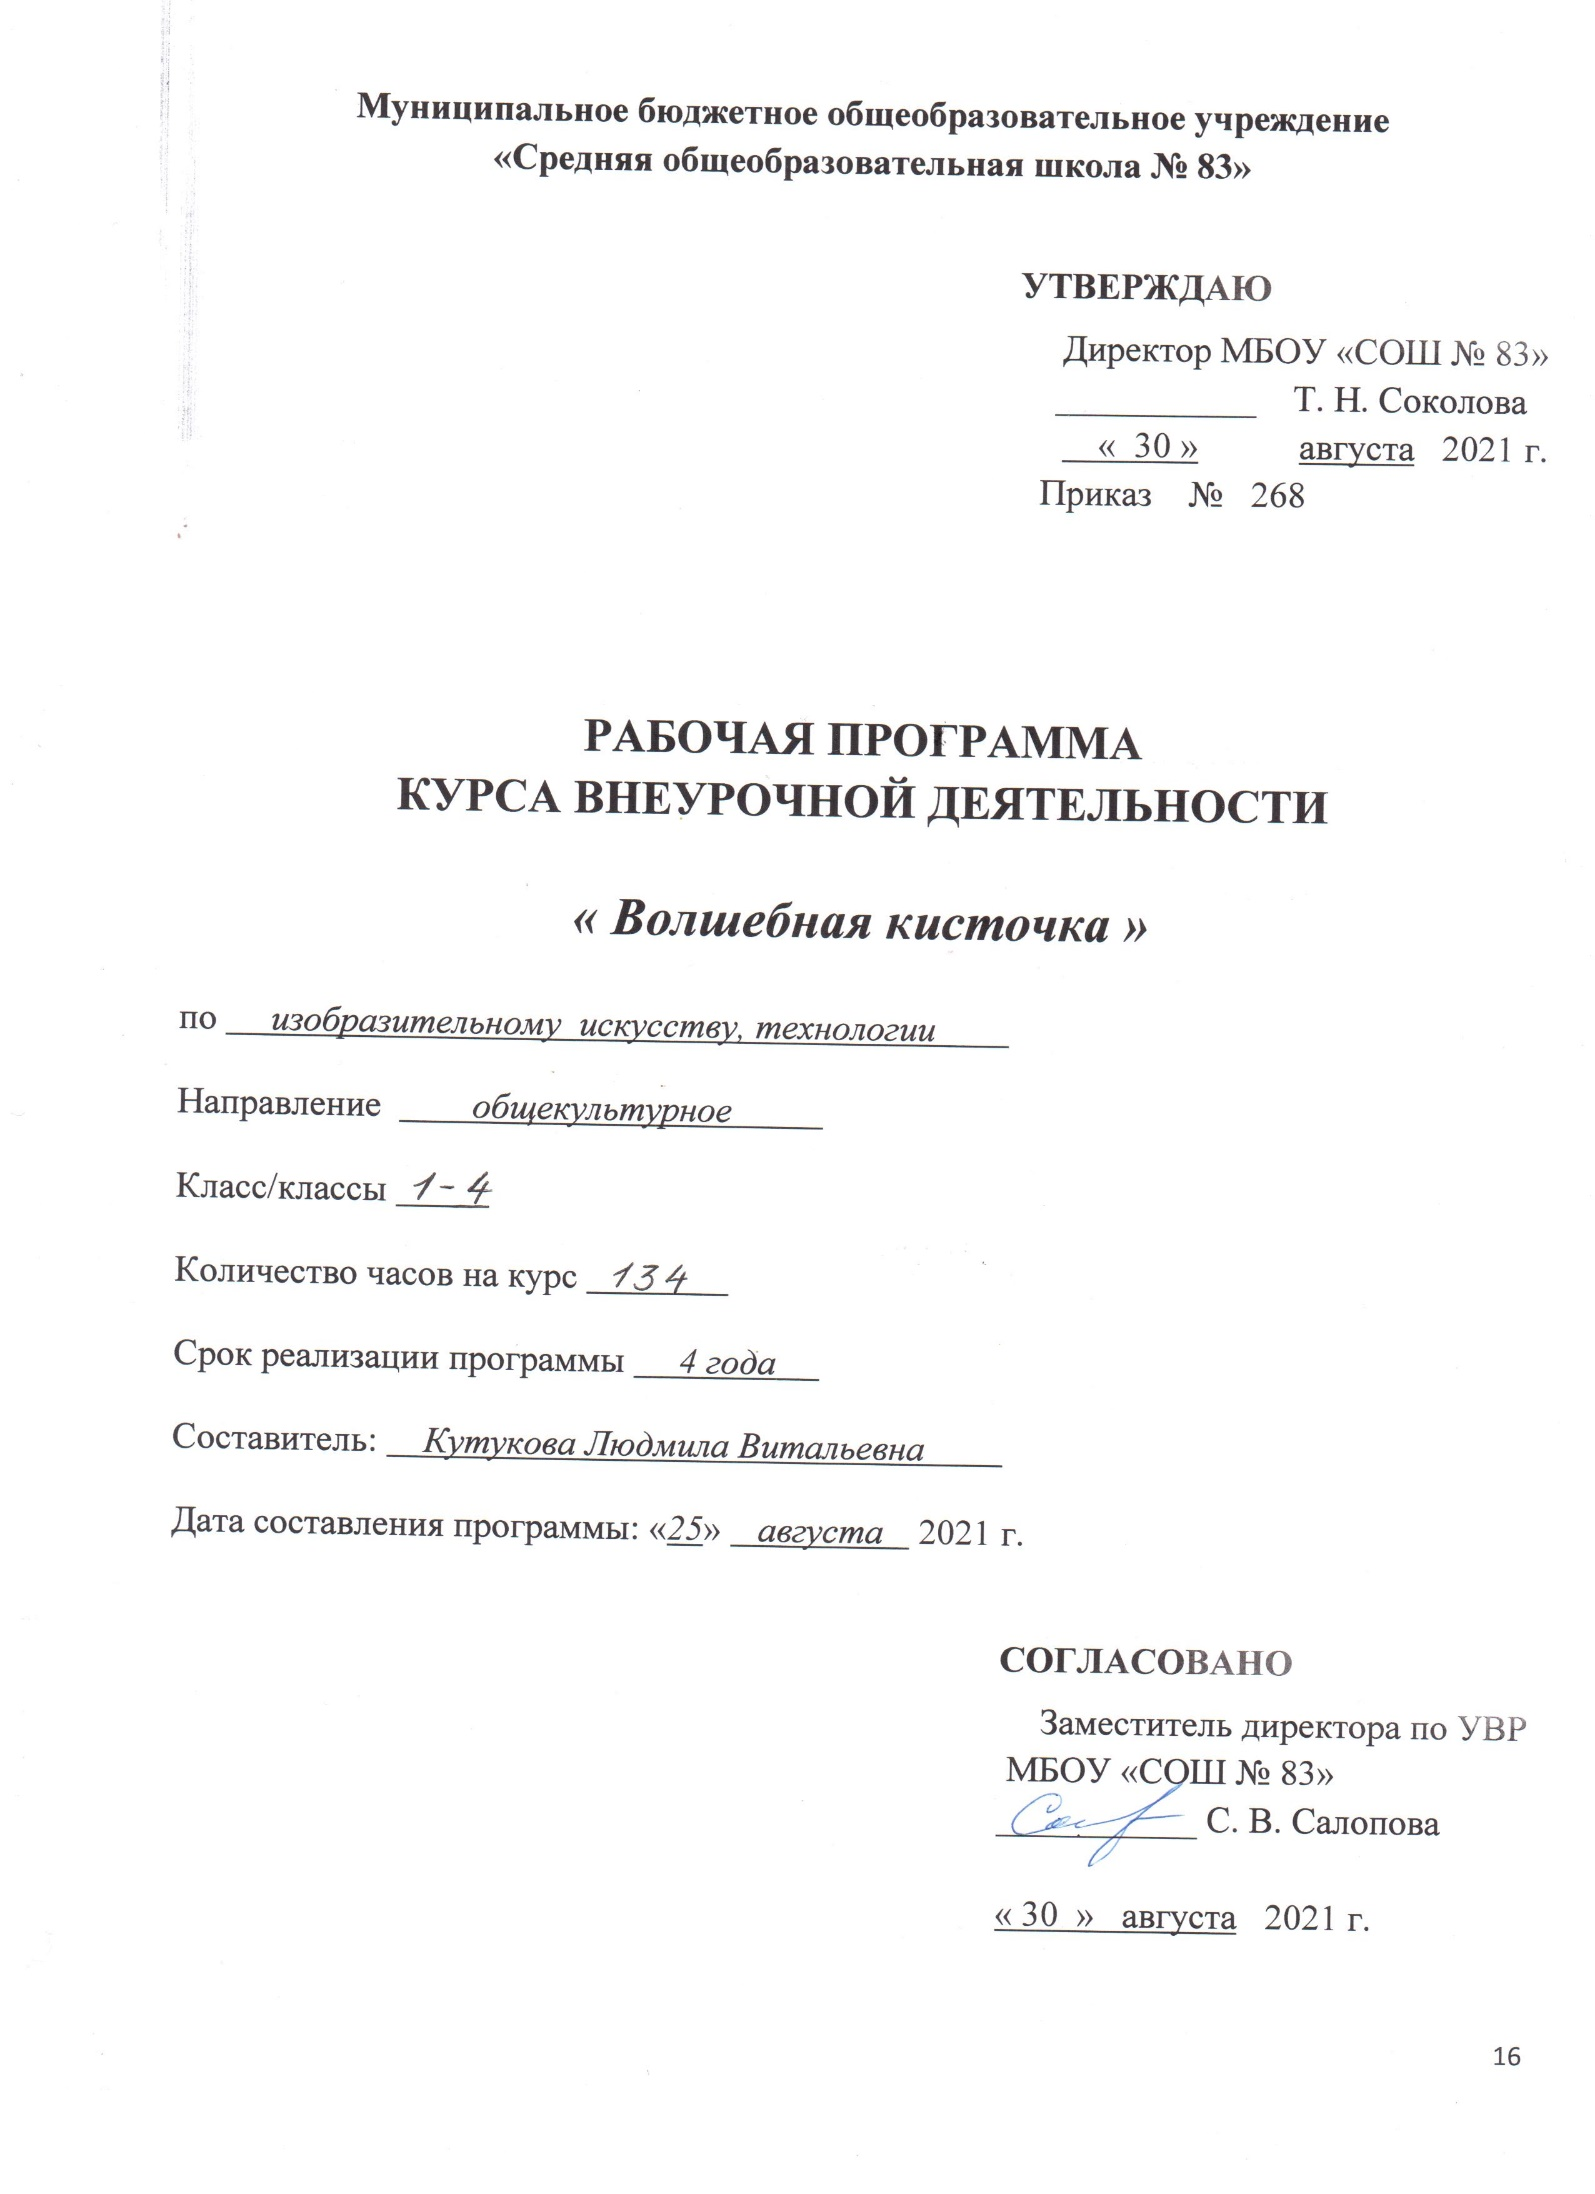 Муниципальное бюджетное общеобразовательное учреждение
«Средняя общеобразовательная школа № 83»
УТВЕРЖДАЮ
Директор МБОУ «СОШ № 83»
____________ Т. Н. Соколова
« 30 » августа 2021 г.
Приказ № 268
РАБОЧАЯ ПРОГРАММА
КУРСА ВНЕУРОЧНОЙ ДЕЯТЕЛЬНОСТИ
« Волшебная кисточка »
по изобразительному искусству, технологии
Направление общекультурное
Класс/классы 1-4
Количество часов на курс 134
Срок реализации программы 4 года
Составитель: Кутукова Людмила Витальевна
Дата составления программы: «25» августа 2021 г.
СОГЛАСОВАНО
Заместитель директора по УВР
МБОУ «СОШ № 83»
С. В. Салопова
« 30 » августа 2021 г.
16